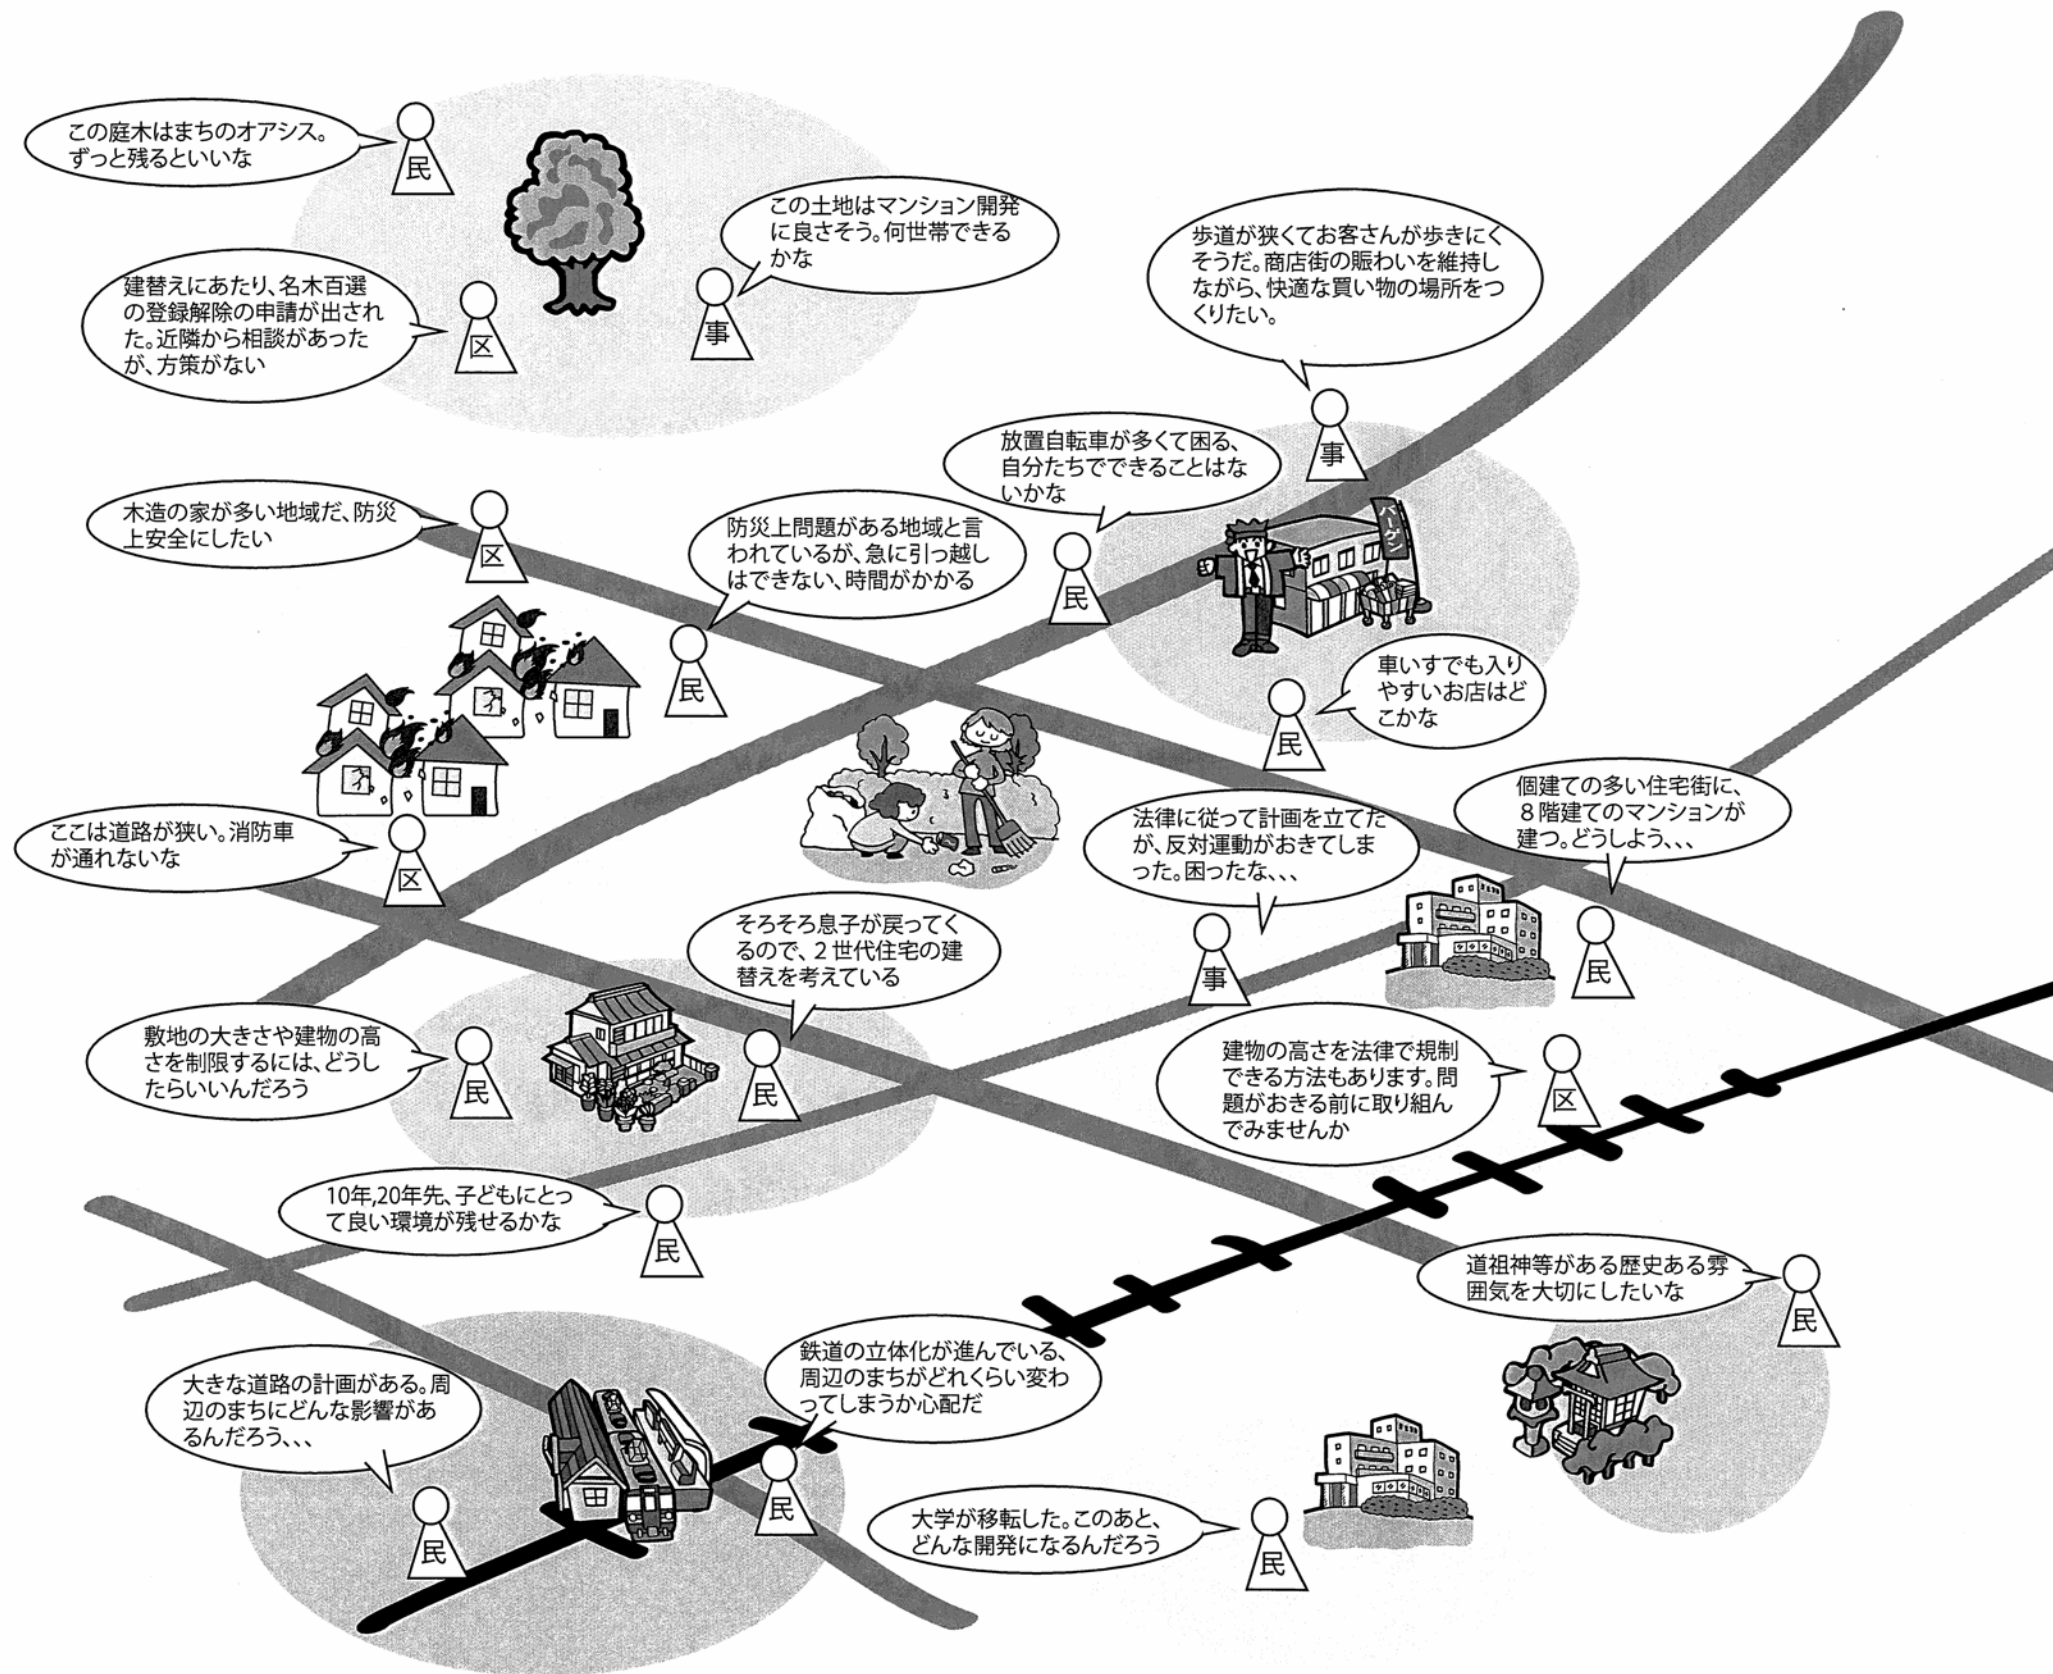 この庭木はまちのオアシス。
ずっと残るといいな
民
この土地はマンション開発
に良さそう。何世帯できる
かな
事
建替えにあたり、名木百選
の登録解除の申請が出され
た。近隣から相談があった
が、方策がない
区
歩道が狭くてお客さんが歩きにく
そうだ。商店街の賑わいを維持し
ながら、快適な買い物の場所をつ
くりたい。
事
放置自転車が多くて困る、
自分たちでできることはな
いかな
民
バーゲン
木造の家が多い地域だ、防災
上安全にしたい
区
防災上問題がある地域と言
われているが、急に引っ越し
はできない、時間がかかる
民
車いすでも入り
やすいお店はど
こかな
民
個建ての多い住宅街に、
８階建てのマンションが
建つ。どうしよう、、、
民
ここは道路が狭い。消防車
が通れないな
区
法律に従って計画を立てた
が、反対運動がおきてしま
った。困ったな、、、
事
そろそろ息子が戻ってく
るので、２世代住宅の建
替えを考えている
民
敷地の大きさや建物の高
さを制限するには、どうし
たらいいんだろう
民
建物の高さを法律で規制
できる方法もあります。問
題がおきる前に取り組ん
でみませんか
区
10年,20年先、子どもにとっ
て良い環境が残せるかな
民
道祖神等がある歴史ある雰
囲気を大切にしたいな
民
鉄道の立体化が進んでいる、
周辺のまちがどれくらい変わ
ってしまうか心配だ
民
大きな道路の計画がある。周
辺のまちにどんな影響があ
るんだろう、、、
民
大学が移転した。このあと、
どんな開発になるんだろう
民